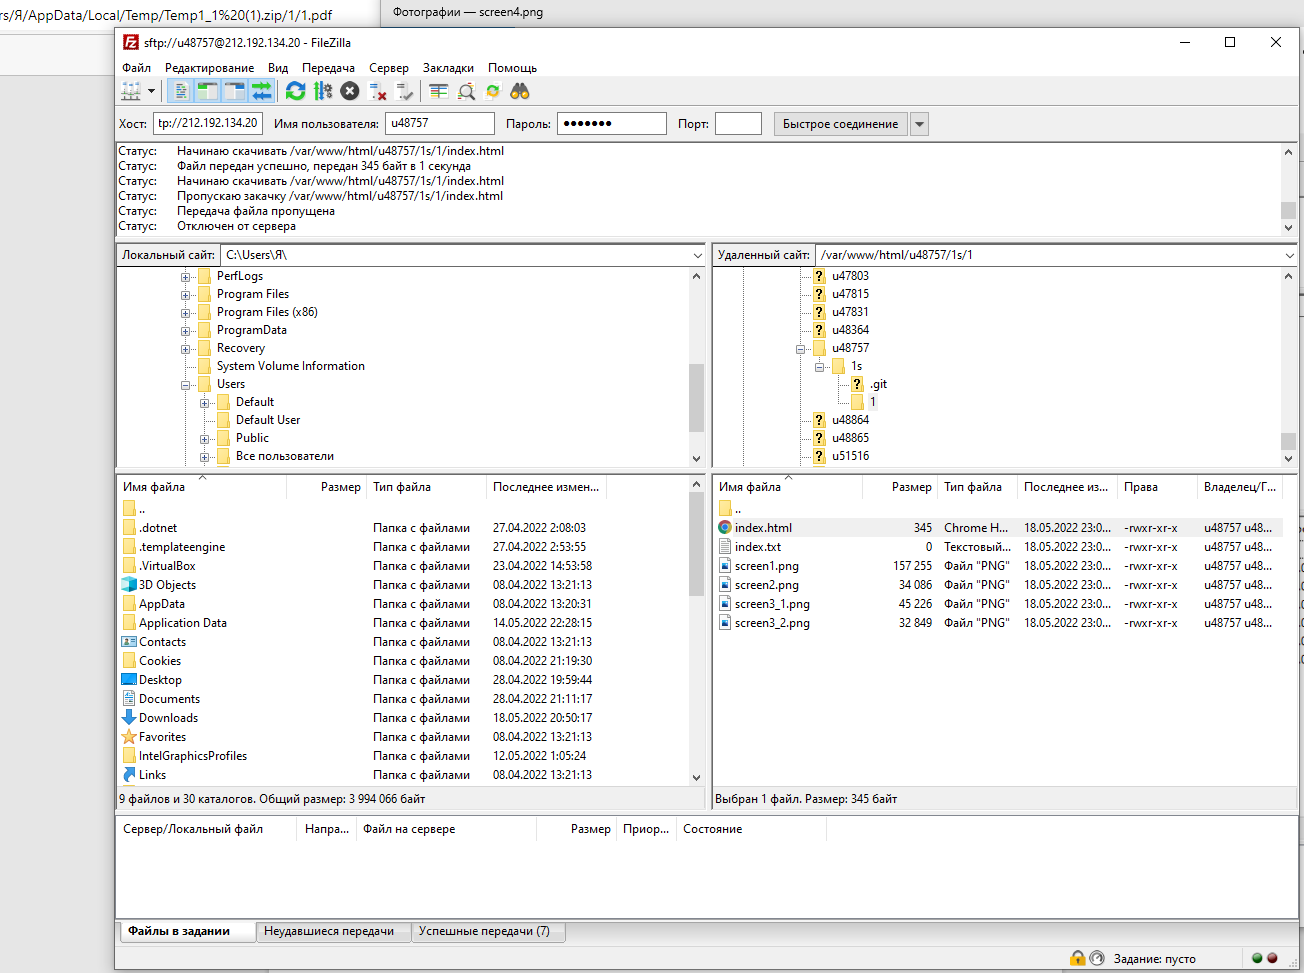 rs/Я/AppData/Local/Temp/Temp1_1%20(1).zip/1/1.pdf
Фотографии — screen4.png
sftp://u48757@212.192.134.20 - FileZilla
Файл Редактирование Вид Передача Сервер Закладки Помощь
Хост: tp://212.192.134.20 Имя пользователя: u48757 Пароль: ●●●●●●● Порт: Быстрое соединение
Статус: Начинаю скачивать /var/www/html/u48757/1s/1/index.html
Статус: Файл передан успешно, передан 345 байт в 1 секунда
Статус: Начинаю скачивать /var/www/html/u48757/1s/1/index.html
Статус: Пропускаю закачку /var/www/html/u48757/1s/1/index.html
Статус: Передача файла пропущена
Статус: Отключен от сервера
Локальный сайт: C:\Users\Я\
PerfLogs
Program Files
Program Files (x86)
ProgramData
Recovery
System Volume Information
Users
Default
Default User
Public
Все пользователи
Удаленный сайт: /var/www/html/u48757/1s/1
u47803
u47815
u47831
u48364
u48757
1s
.git
1
u48864
u48865
u51516
Имя файла Размер Тип файла Последнее измен...
..
.dotnet Папка с файлами 27.04.2022 2:08:03
.templateengine Папка с файлами 27.04.2022 2:53:55
.VirtualBox Папка с файлами 23.04.2022 14:53:58
3D Objects Папка с файлами 08.04.2022 13:21:13
AppData Папка с файлами 08.04.2022 13:20:31
Application Data Папка с файлами 14.05.2022 22:28:15
Contacts Папка с файлами 08.04.2022 13:21:13
Cookies Папка с файлами 08.04.2022 21:19:30
Desktop Папка с файлами 28.04.2022 19:59:44
Documents Папка с файлами 28.04.2022 21:11:17
Downloads Папка с файлами 18.05.2022 20:50:17
Favorites Папка с файлами 08.04.2022 13:21:13
IntelGraphicsProfiles Папка с файлами 12.05.2022 1:05:24
Links Папка с файлами 08.04.2022 13:21:13
9 файлов и 30 каталогов. Общий размер: 3 994 066 байт
Имя файла Размер Тип файла Последнее из... Права Владелец/Г...
..
index.html 345 Chrome H... 18.05.2022 23:0... -rwxr-xr-x u48757 u48...
index.txt 0 Текстовый... 18.05.2022 23:0... -rwxr-xr-x u48757 u48...
screen1.png 157 255 Файл "PNG" 18.05.2022 23:0... -rwxr-xr-x u48757 u48...
screen2.png 34 086 Файл "PNG" 18.05.2022 23:0... -rwxr-xr-x u48757 u48...
screen3_1.png 45 226 Файл "PNG" 18.05.2022 23:0... -rwxr-xr-x u48757 u48...
screen3_2.png 32 849 Файл "PNG" 18.05.2022 23:0... -rwxr-xr-x u48757 u48...
Выбран 1 файл. Размер: 345 байт
Сервер/Локальный файл Напра... Файл на сервере Размер Приор... Состояние
Файлы в задании Неудавшиеся передачи Успешные передачи (7)
Задание: пусто